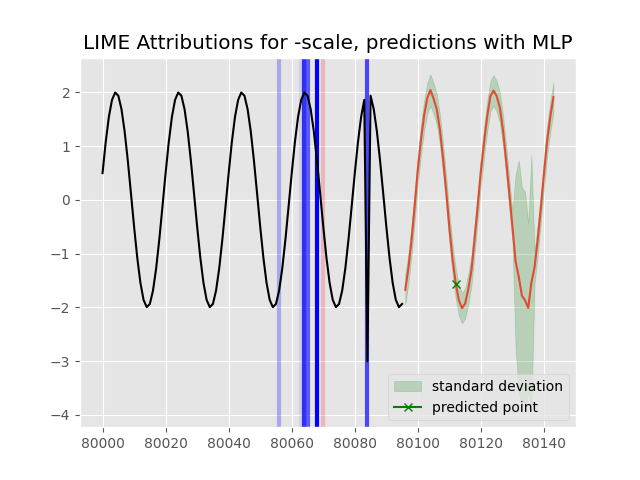 LIME Attributions for -scale, predictions with MLP
2
1
0
−1
−2
−3
−4
standard deviation
predicted point
80000 80020 80040 80060 80080 80100 80120 80140